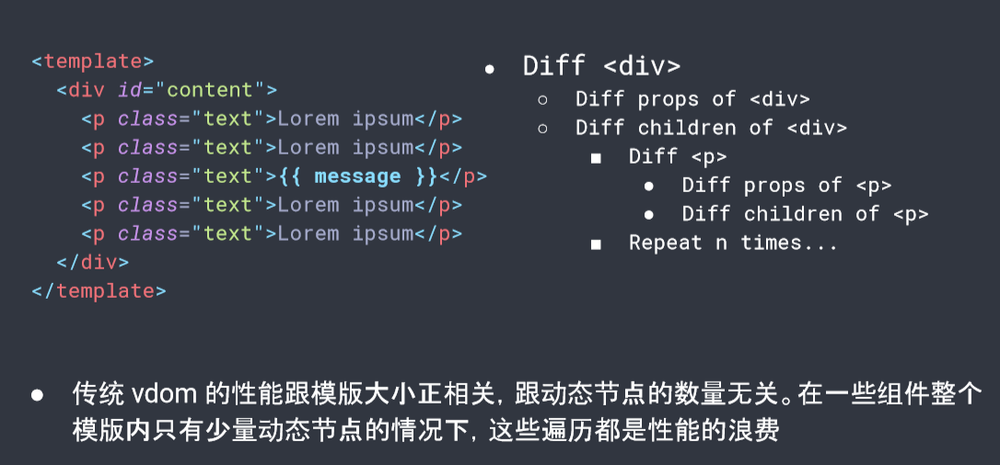 <template>
<div id="content">
<p class="text">Lorem ipsum</p>
<p class="text">Lorem ipsum</p>
<p class="text">{{ message }}</p>
<p class="text">Lorem ipsum</p>
<p class="text">Lorem ipsum</p>
</div>
</template>
● Diff <div>
○ Diff props of <div>
○ Diff children of <div>
■ Diff <p>
● Diff props of <p>
● Diff children of <p>
■ Repeat n times...
● 传统 vdom 的性能跟模版大小正相关，跟动态节点的数量无关。在一些组件整个
模版内只有少量动态节点的情况下，这些遍历都是性能的浪费